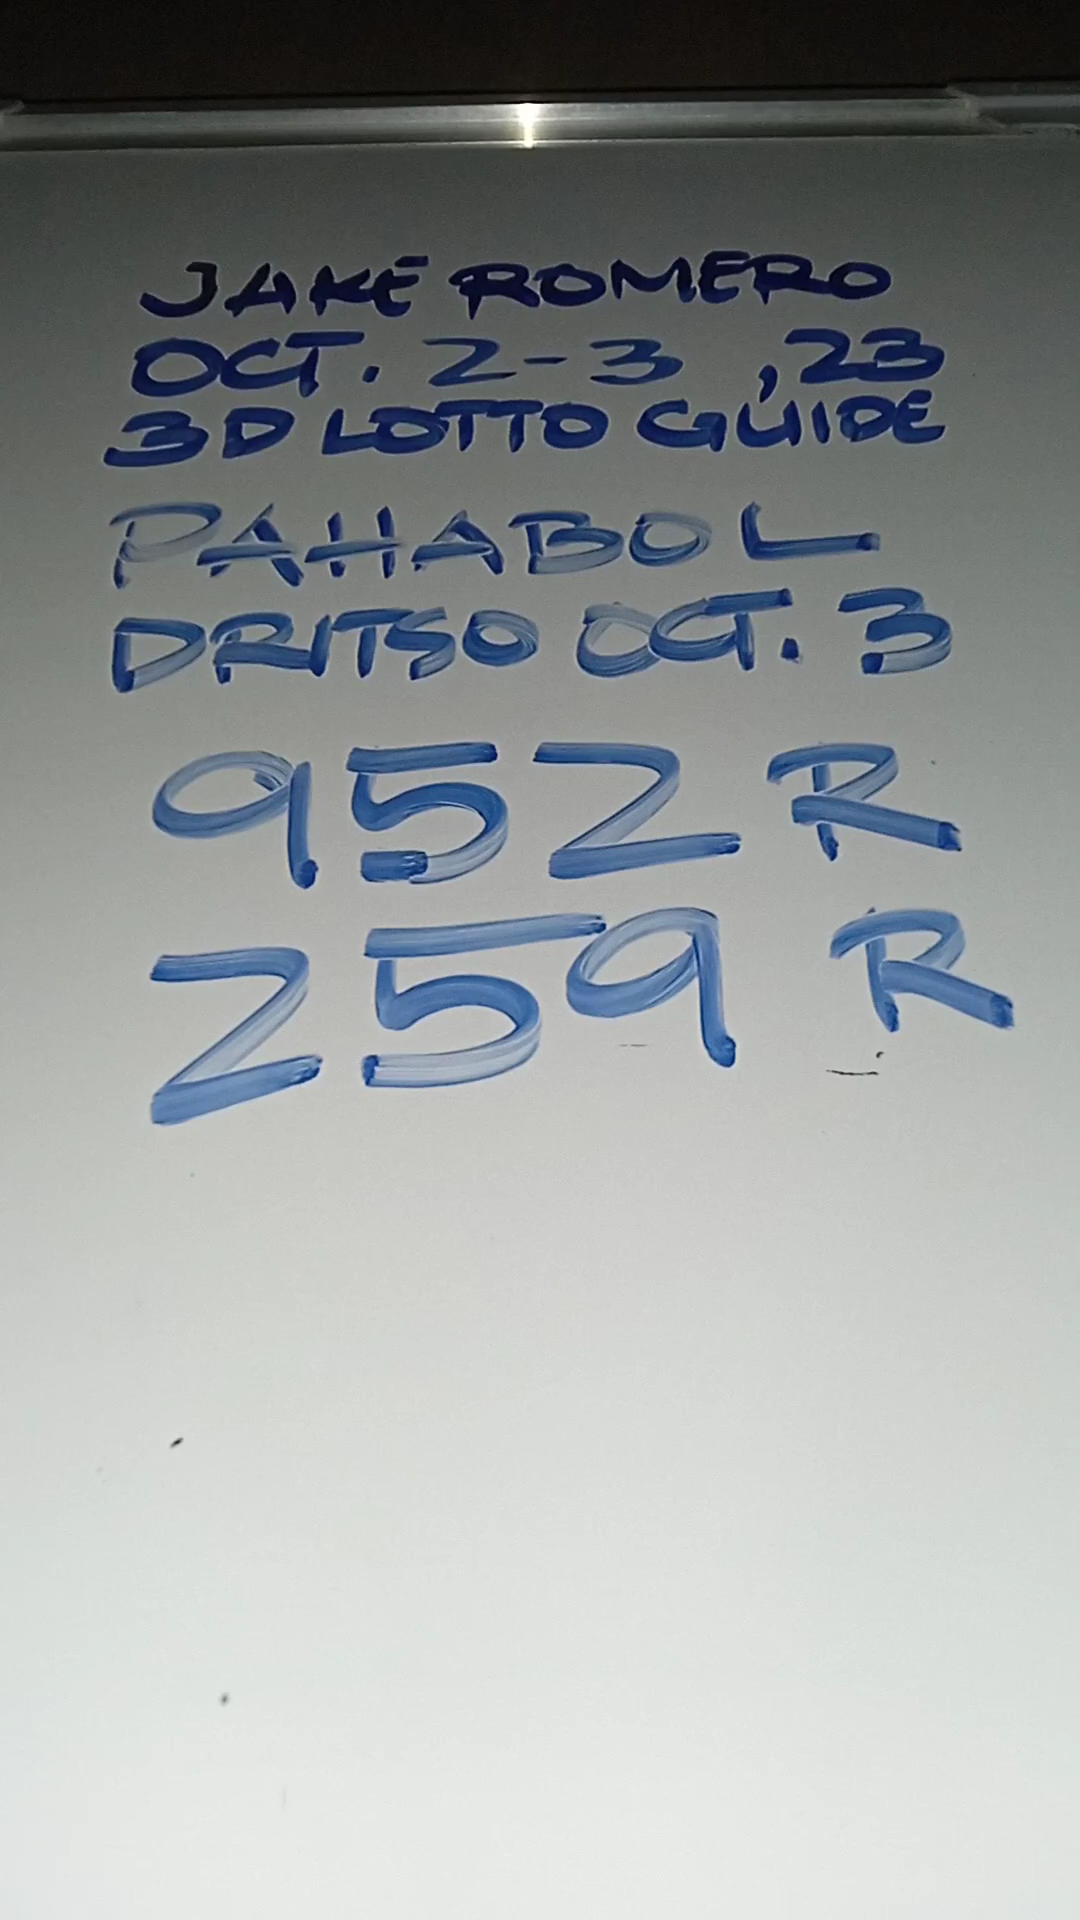 JAKE ROMERO
OCT. 2-3 ,23
3D LOTTO GUIDE
PAHABOL
DRITSO OCT. 3
952 R
259 R